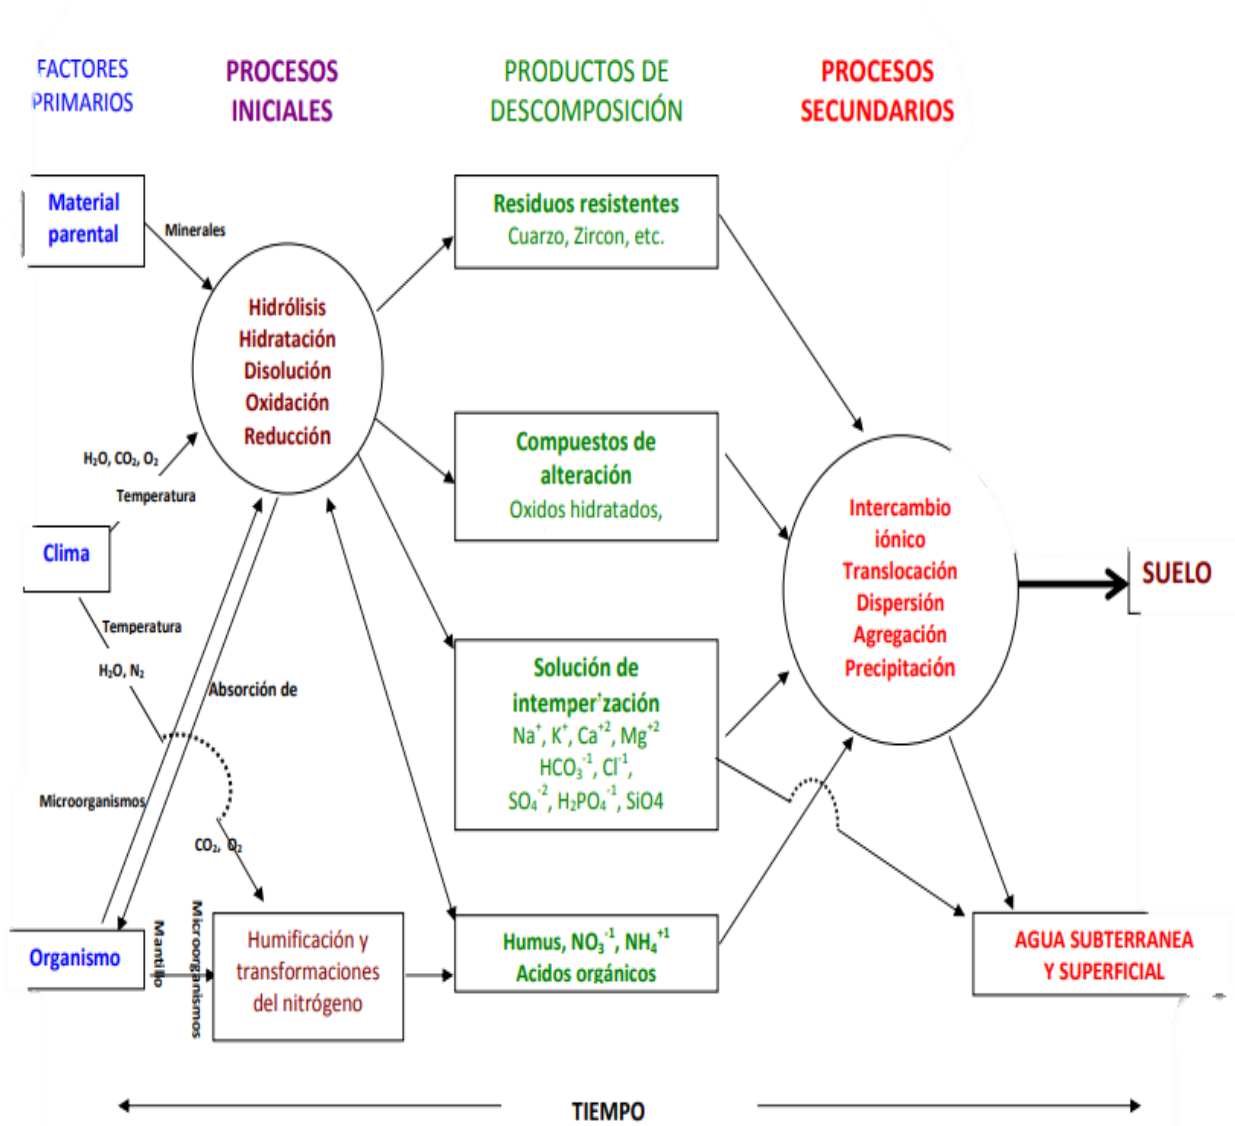 FACTORES
PRIMARIOS
PROCESOS
INICIALES
PRODUCTOS DE
DESCOMPOSICIÓN
PROCESOS
SECUNDARIOS
Material
parental
Minerales
Hidrólisis
Hidratación
Disolución
Oxidación
Reducción
Residuos resistentes
Cuarzo, Zircon, etc.
H₂O, CO₂, O₂
Temperatura
Clima
Temperatura
H₂O, N₂
Absorción de
Microorganismos
CO₂, O₂
Compuestos de
alteración
Oxidos hidratados,
Solución de
intemperización
Na⁺, K⁺, Ca⁺², Mg⁺²
HCO₃⁻¹, Cl⁻¹,
SO₄⁻², H₂PO₄⁻¹, SiO4
Intercambio
iónico
Translocación
Dispersión
Agregación
Precipitación
SUELO
Organismo
Mantillo
Microorganismos
Humificación y
transformaciones
del nitrógeno
Humus, NO₃⁻¹, NH₄⁺¹
Acidos orgánicos
AGUA SUBTERRANEA
Y SUPERFICIAL
TIEMPO